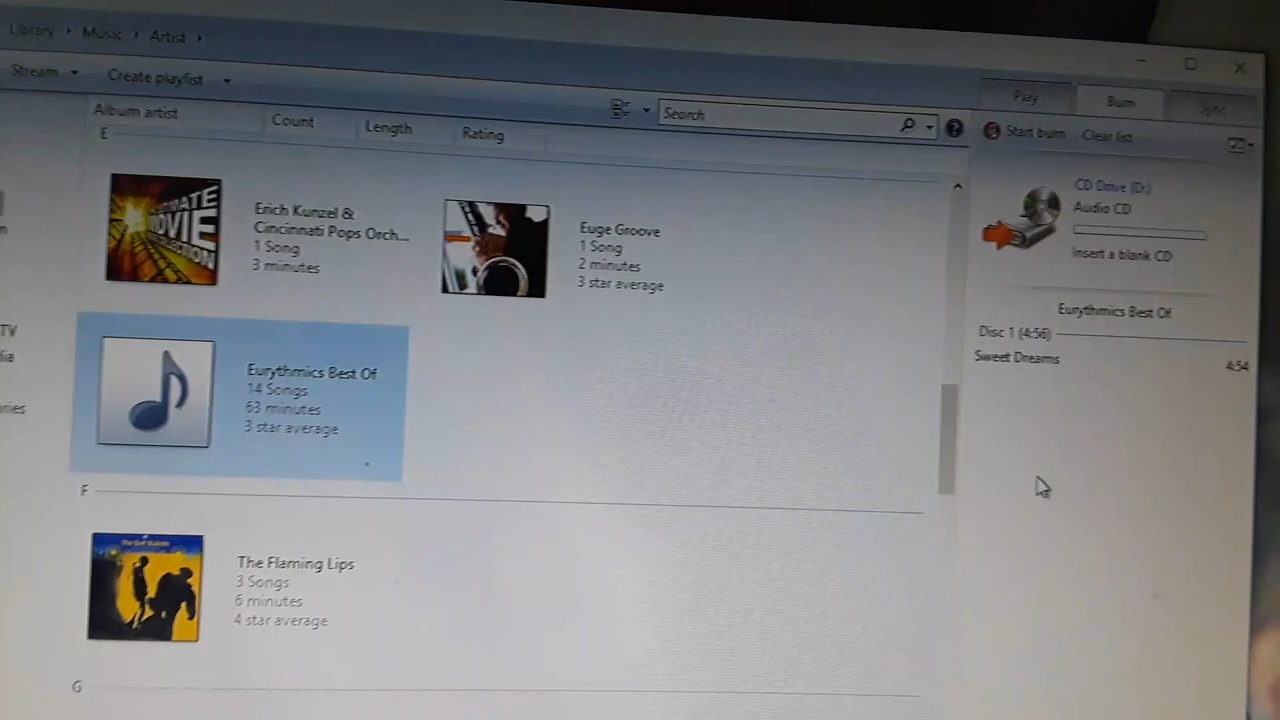 Library Music Artist
Stream Create playlist
Search
Play Burn Sync
Start burn Clear list
Album artist Count Length Rating
E
Erich Kunzel &
Cincinnati Pops Orch...
1 Song
3 minutes
Euge Groove
1 Song
2 minutes
3 star average
Eurythmics Best Of
14 Songs
63 minutes
3 star average
F
The Flaming Lips
3 Songs
6 minutes
4 star average
G
CD Drive (D:)
Audio CD
Insert a blank CD
Eurythmics Best Of
Disc 1 (4:56)
Sweet Dreams 4:54
TV
MOVIE